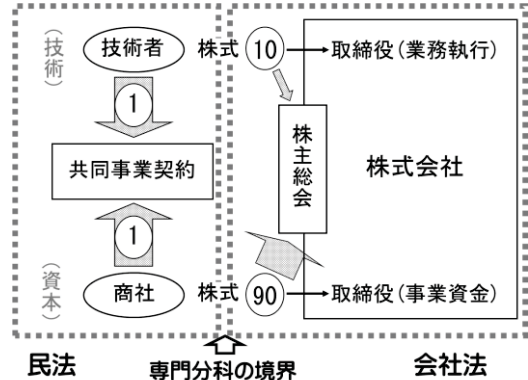 (技術)
技術者
株式
10
取締役(業務執行)
1
共同事業契約
株主総会
株式会社
1
(資本)
商社
株式
90
取締役(事業資金)
民法
専門分科の境界
会社法